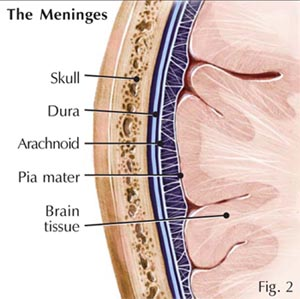 The Meninges
Skull
Dura
Arachnoid
Pia mater
Brain
tissue
Fig. 2